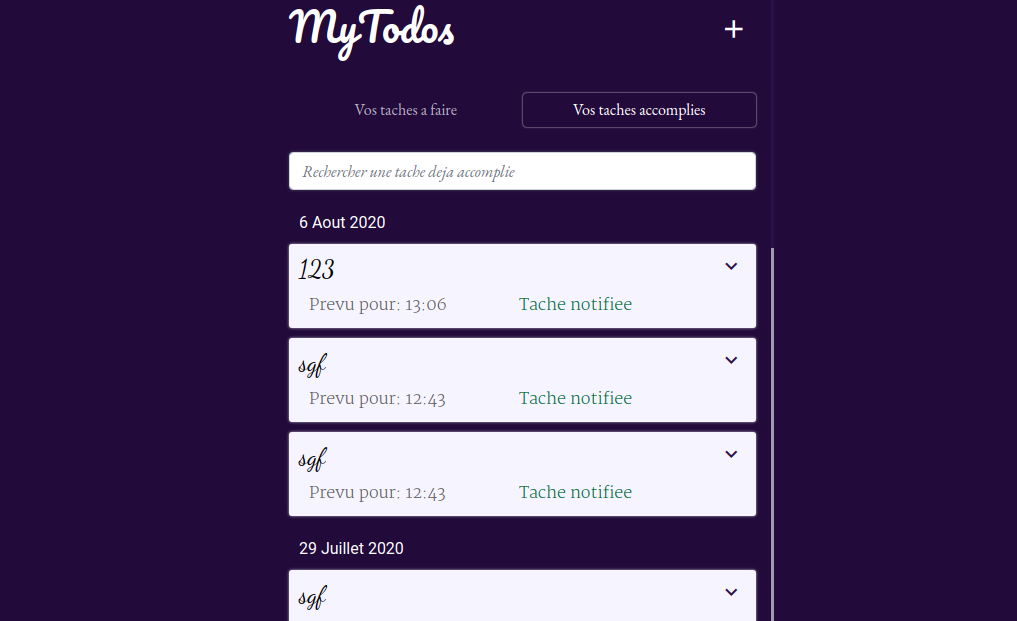 MyTodos
Vos taches a faire
Vos taches accomplies
Rechercher une tache deja accomplie
6 Aout 2020
123
Prevu pour: 13:06
Tache notifiee
sgf
Prevu pour: 12:43
Tache notifiee
sgf
Prevu pour: 12:43
Tache notifiee
29 Juillet 2020
sgf